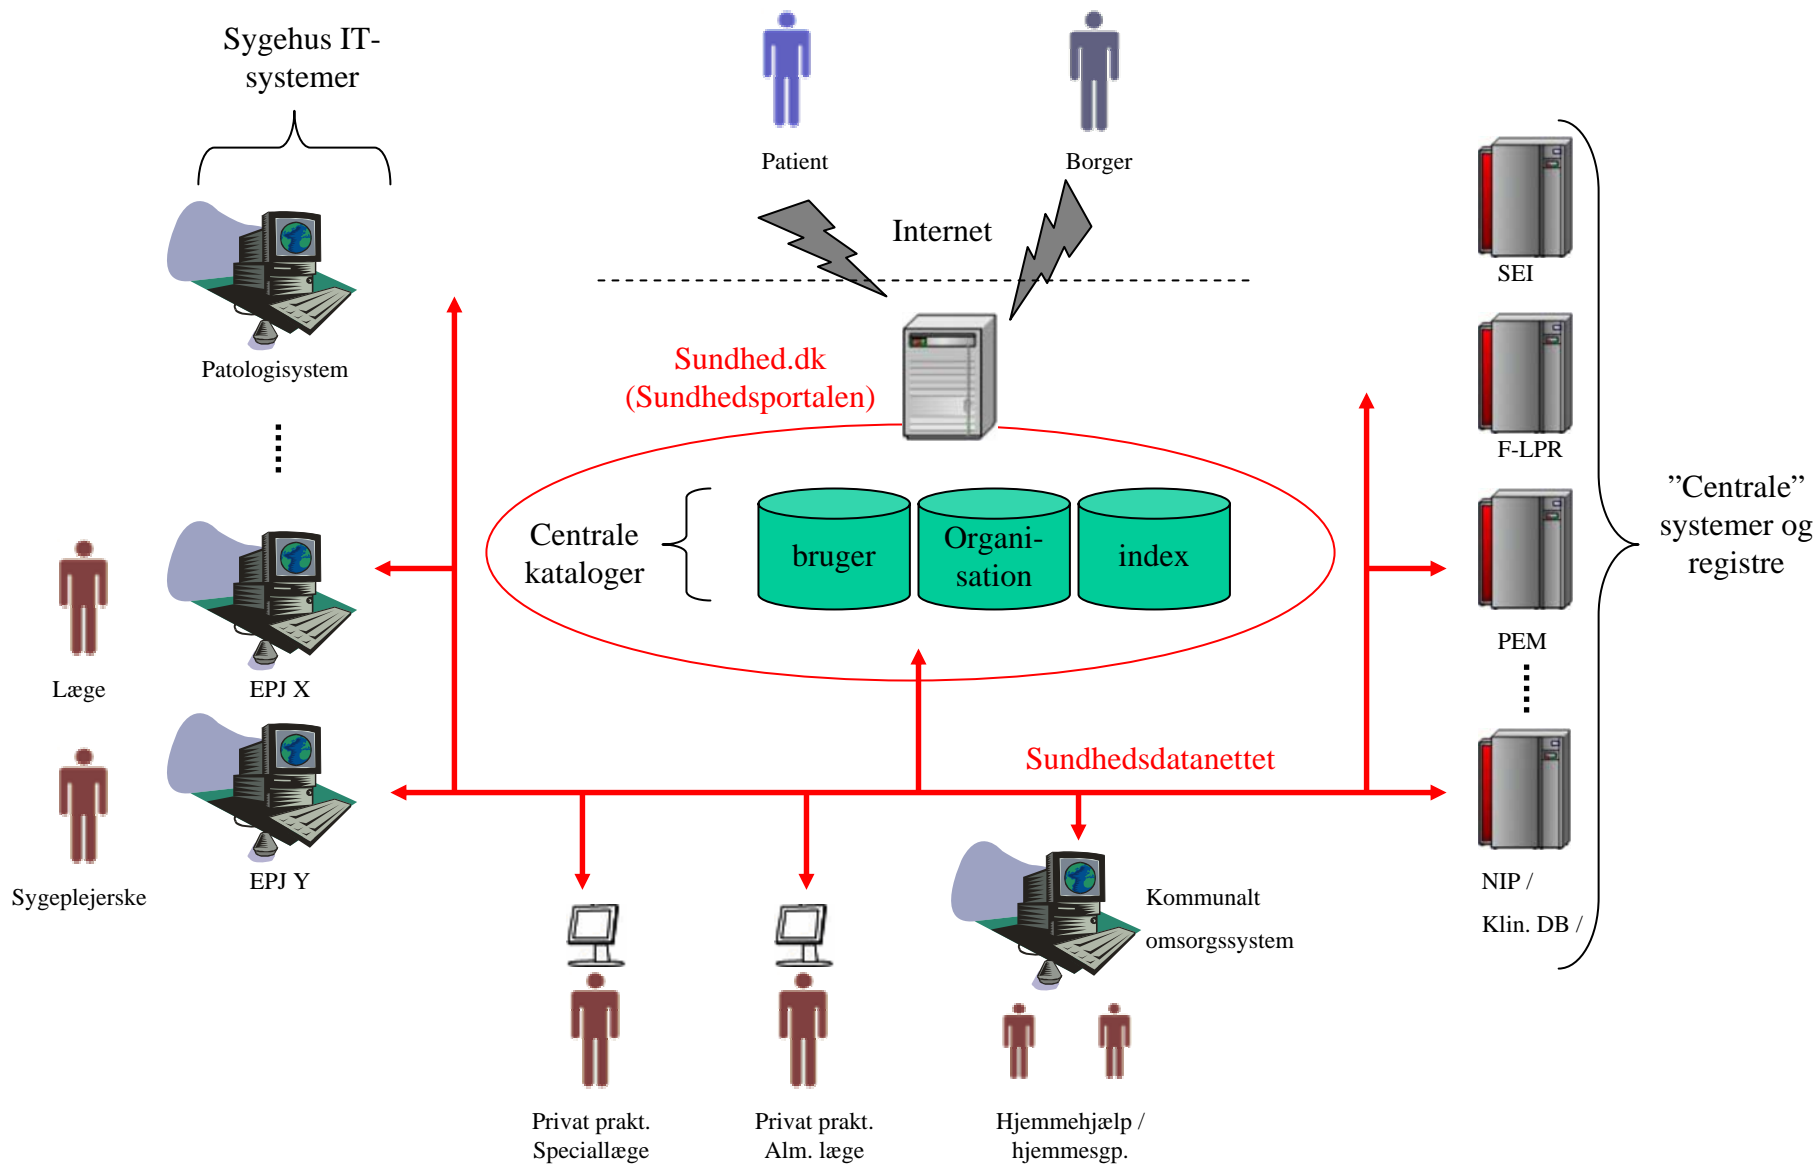 Sygehus IT-
systemer
Patient
Borger
Internet
SEI
Patologisystem
Sundhed.dk
(Sundhedsportalen)
F-LPR
Centrale
kataloger
bruger
Organi-
sation
index
”Centrale”
systemer og
registre
PEM
Læge
EPJ X
Sundhedsdatanettet
Sygeplejerske
EPJ Y
Kommunalt
omsorgssystem
NIP /
Klin. DB /
Privat prakt.
Speciallæge
Privat prakt.
Alm. læge
Hjemmehjælp /
hjemmesgp.